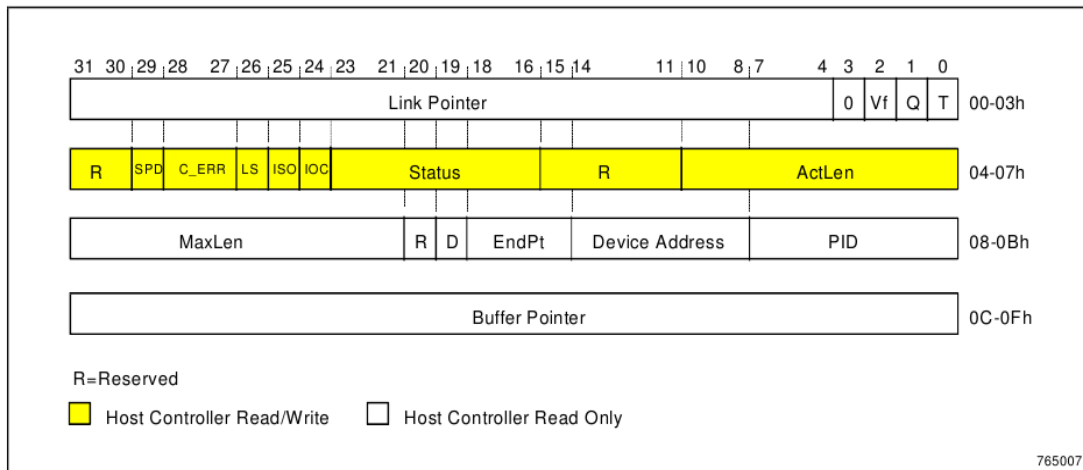 31 30 29 28 27 26 25 24 23 21 20 19 18 16 15 14 11 10 8 7 4 3 2 1 0
Link Pointer 0 Vf Q T 00-03h
R SPD C_ERR LS ISO IOC Status R ActLen 04-07h
MaxLen R D EndPt Device Address PID 08-0Bh
Buffer Pointer 0C-0Fh
R=Reserved
Host Controller Read/Write Host Controller Read Only
765007